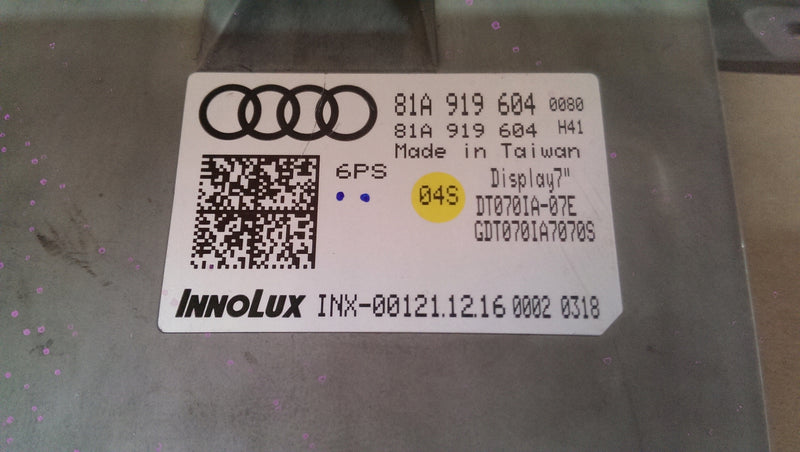 81A 919 604 0080
81A 919 604 H41
Made in Taiwan
6PS
04S
Display7"
DT070IA-07E
GDT070IA7070S
INNOLUX INX-00121.12.16 0002 0318